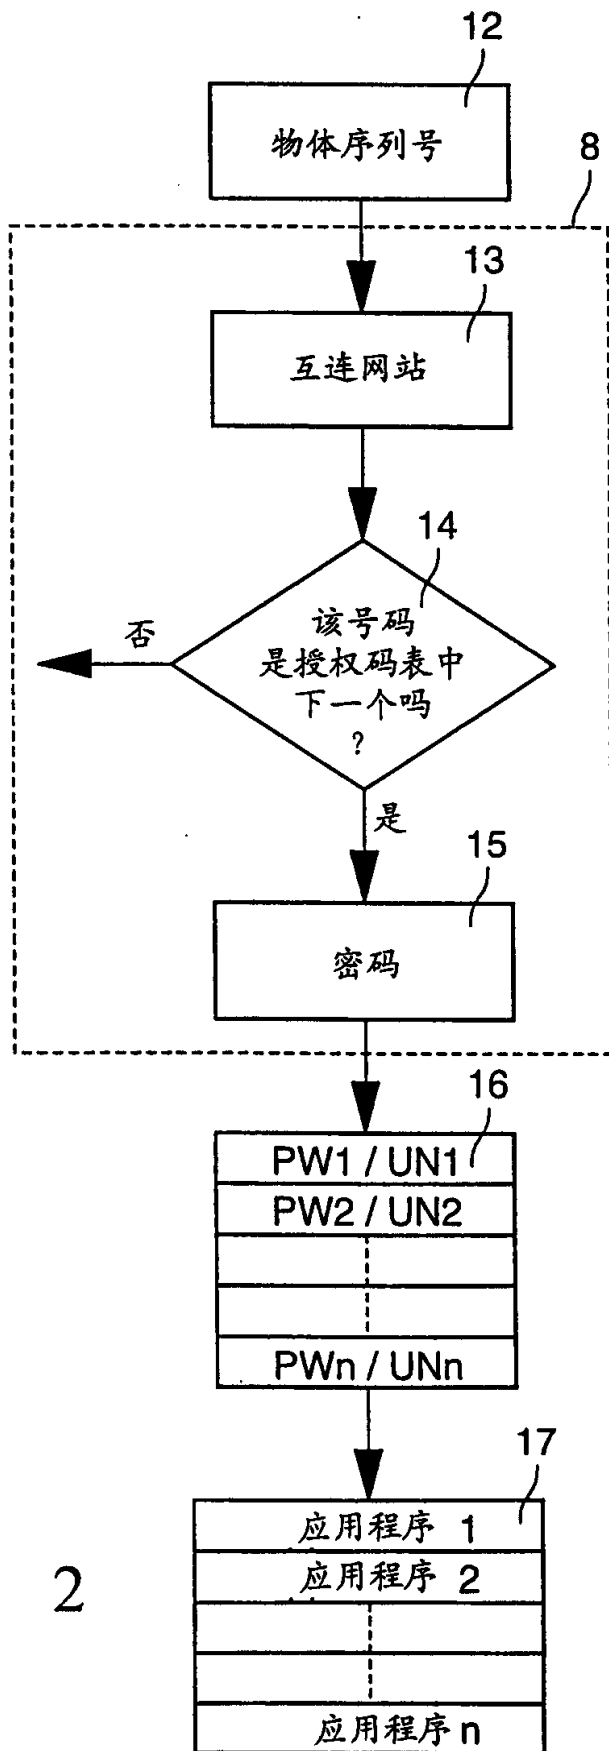 12
物体序列号
8
13
互连网站
14
该号码
是授权码表中
下一个吗
?
否
是
15
密码
16
PW1 / UN1
PW2 / UN2
PWn / UNn
17
应用程序 1
应用程序 2
应用程序 n
2